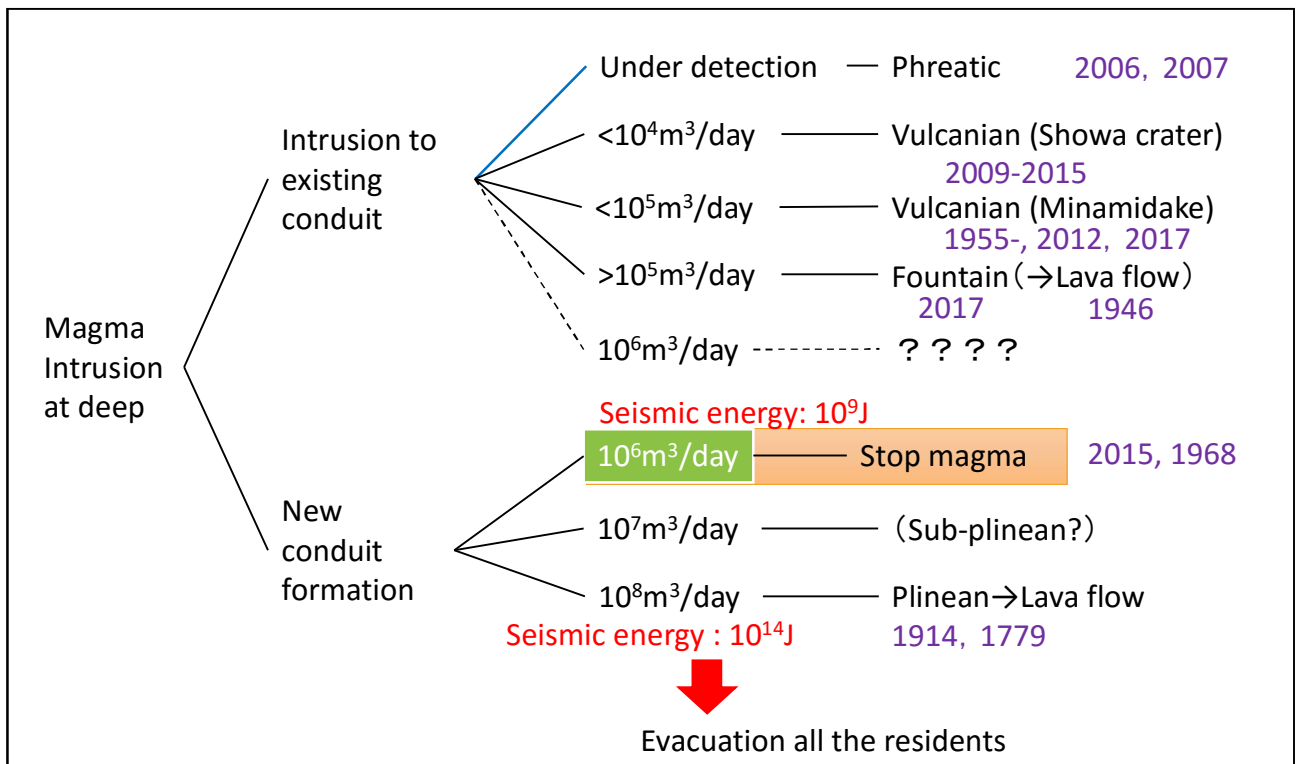 Under detection — Phreatic 2006, 2007
Intrusion to
existing
conduit
<10⁴m³/day Vulcanian (Showa crater)
2009-2015
<10⁵m³/day Vulcanian (Minamidake)
1955-, 2012, 2017
>10⁵m³/day Fountain(→Lava flow)
2017 1946
Magma
Intrusion
at deep
10⁶m³/day ????
Seismic energy: 10⁹J
10⁶m³/day Stop magma 2015, 1968
New
conduit
formation
10⁷m³/day (Sub-plinean?)
10⁸m³/day Plinean→Lava flow
Seismic energy : 10¹⁴J 1914, 1779
Evacuation all the residents